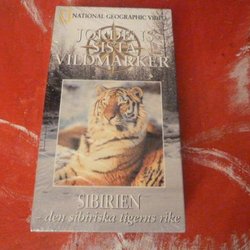 NATIONAL GEOGRAPHIC VIDEO
JORDENS
SISTA
VILDMARKER
SIBIRIEN
- den sibiriska tigerns rike